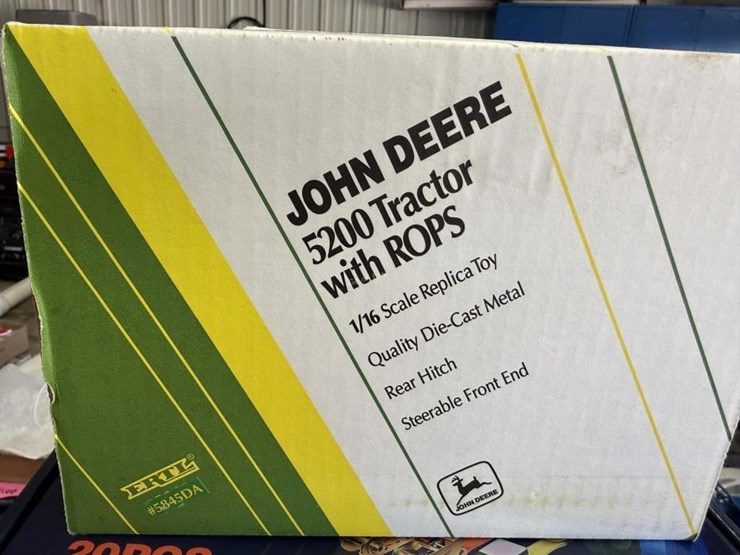 JOHN DEERE
5200 Tractor
with ROPS
1/16 Scale Replica Toy
Quality Die-Cast Metal
Rear Hitch
Steerable Front End
ERTL®
#5845DA
JOHN DEERE